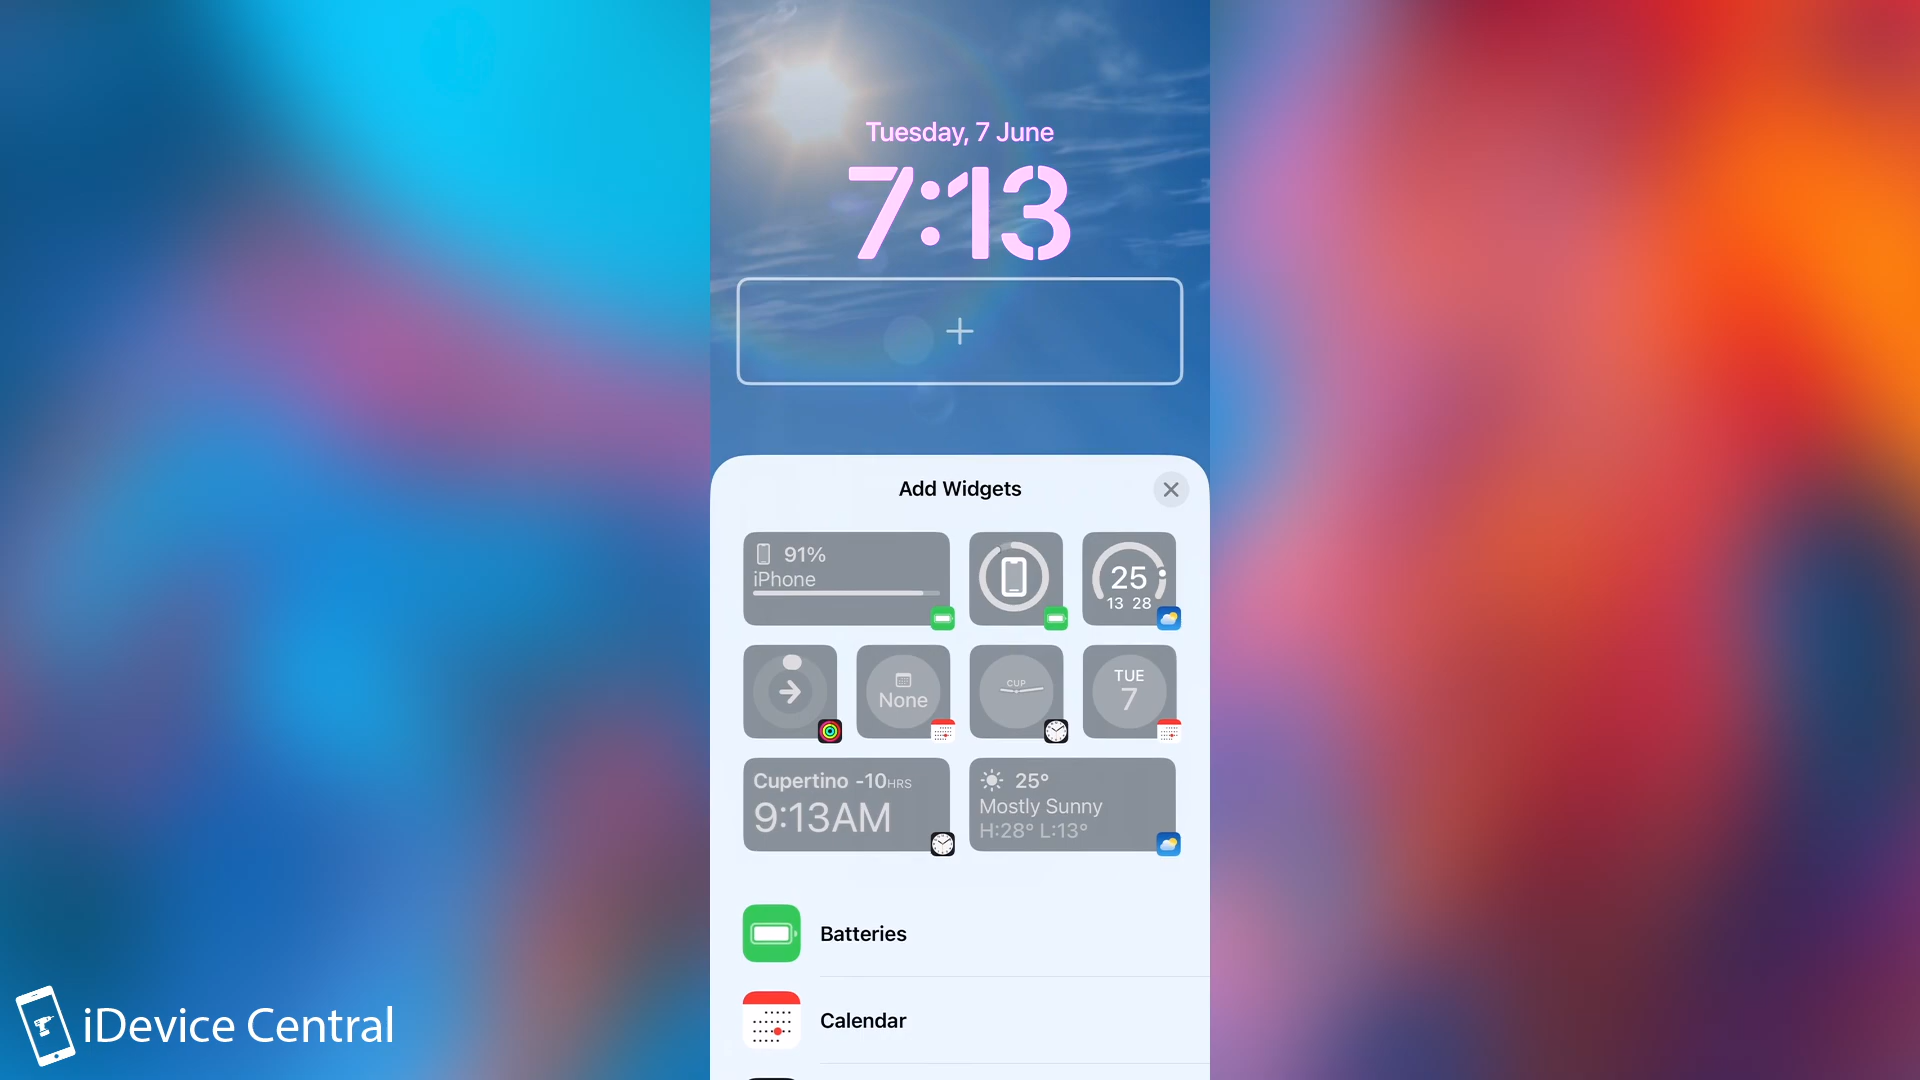 Tuesday, 7 June
7:13
Add Widgets
91%
iPhone
25
13 28
None
CUP
TUE
7
Cupertino -10HRS
9:13AM
25°
Mostly Sunny
H:28° L:13°
Batteries
Calendar
iDevice Central